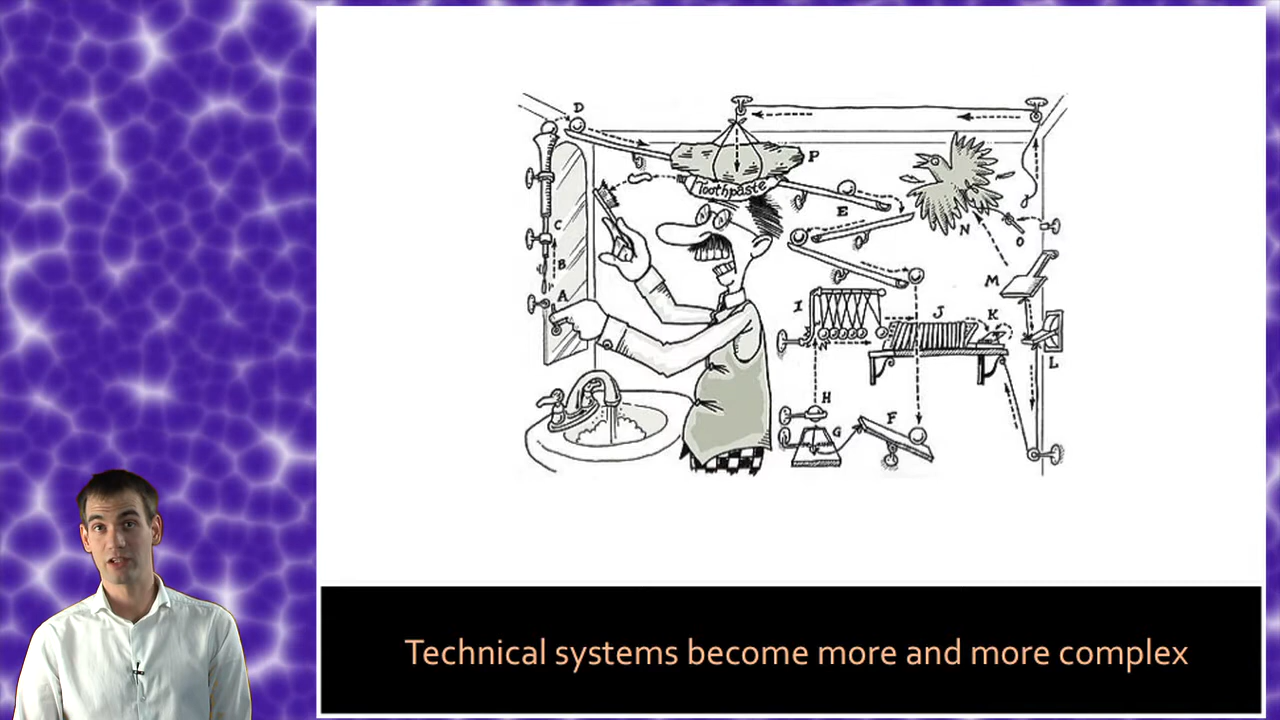 D
P
Toothpaste
E
C
N
O
B
M
A
I
J
K
L
H
F
G
Technical systems become more and more complex